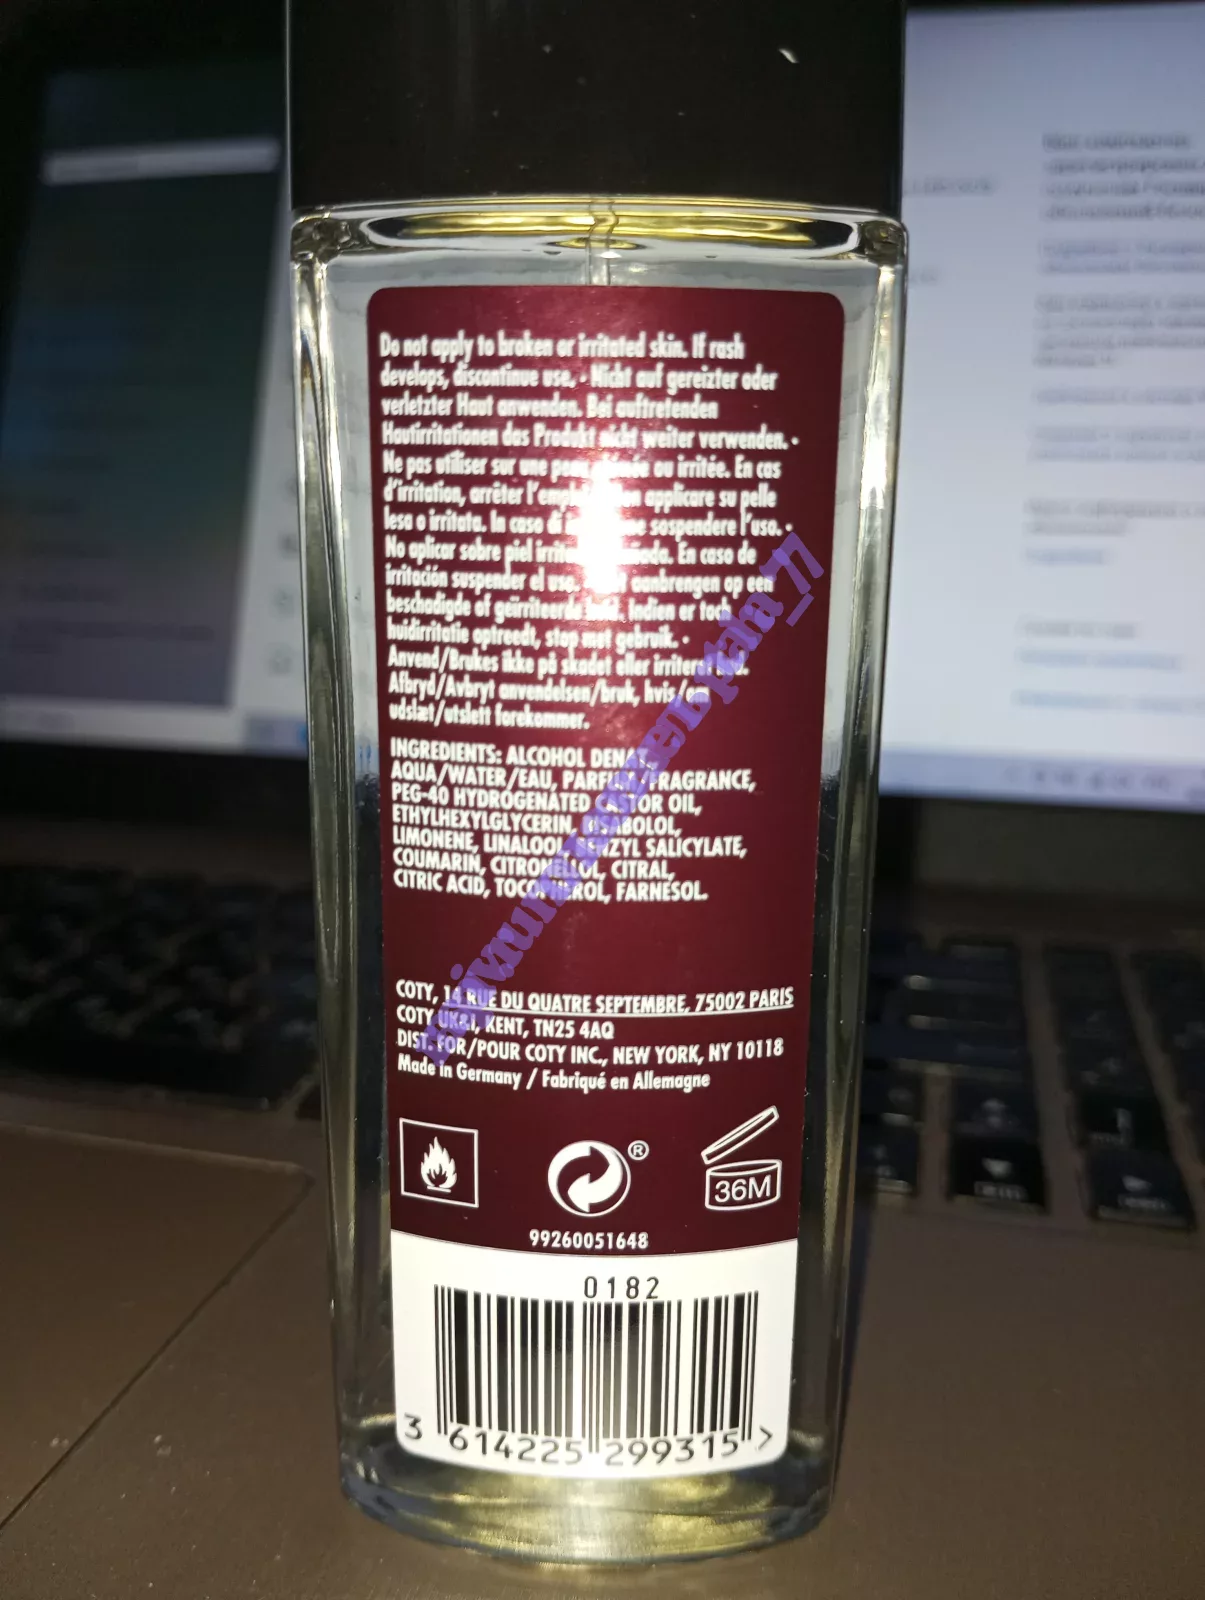 Do not apply to broken or irritated skin. If rash
develops, discontinue use. • Nicht auf gereizter oder
verletzter Haut anwenden. Bei auftretenden
Hautirritationen das Produkt nicht weiter verwenden. •
Ne pas utiliser sur une peau ou irritée. En cas
d'irritation, arrêter l'emploi applicare su pelle
lesa o irritata. In caso di sospendere l'uso. •
No aplicar sobre piel En caso de
irritación suspender el uso. aanbrengen op een
beschadigde of geïrriteerde huid. Indien er toch
huidirritatie optreedt, stop met gebruik. •
Anvend/Brukes ikke på skadet eller irriteret hud.
Afbryd/Avbryt anvendelsen/bruk, hvis/om
udslæt/utslett forekommer.
INGREDIENTS: ALCOHOL DENAT.,
AQUA/WATER/EAU, PARFUM/FRAGRANCE,
PEG-40 HYDROGENATED CASTOR OIL,
ETHYLHEXYLGLYCERIN, BISABOLOL,
LIMONENE, LINALOOL, BENZYL SALICYLATE,
COUMARIN, CITRONELLOL, CITRAL,
CITRIC ACID, TOCOPHEROL, FARNESOL.
COTY, 14 RUE DU QUATRE SEPTEMBRE, 75002 PARIS
COTY UK&I, KENT, TN25 4AQ
DIST. FOR/POUR COTY INC., NEW YORK, NY 10118
Made in Germany / Fabriqué en Allemagne
®
36M
99260051648
0182
3 614225 299315 >